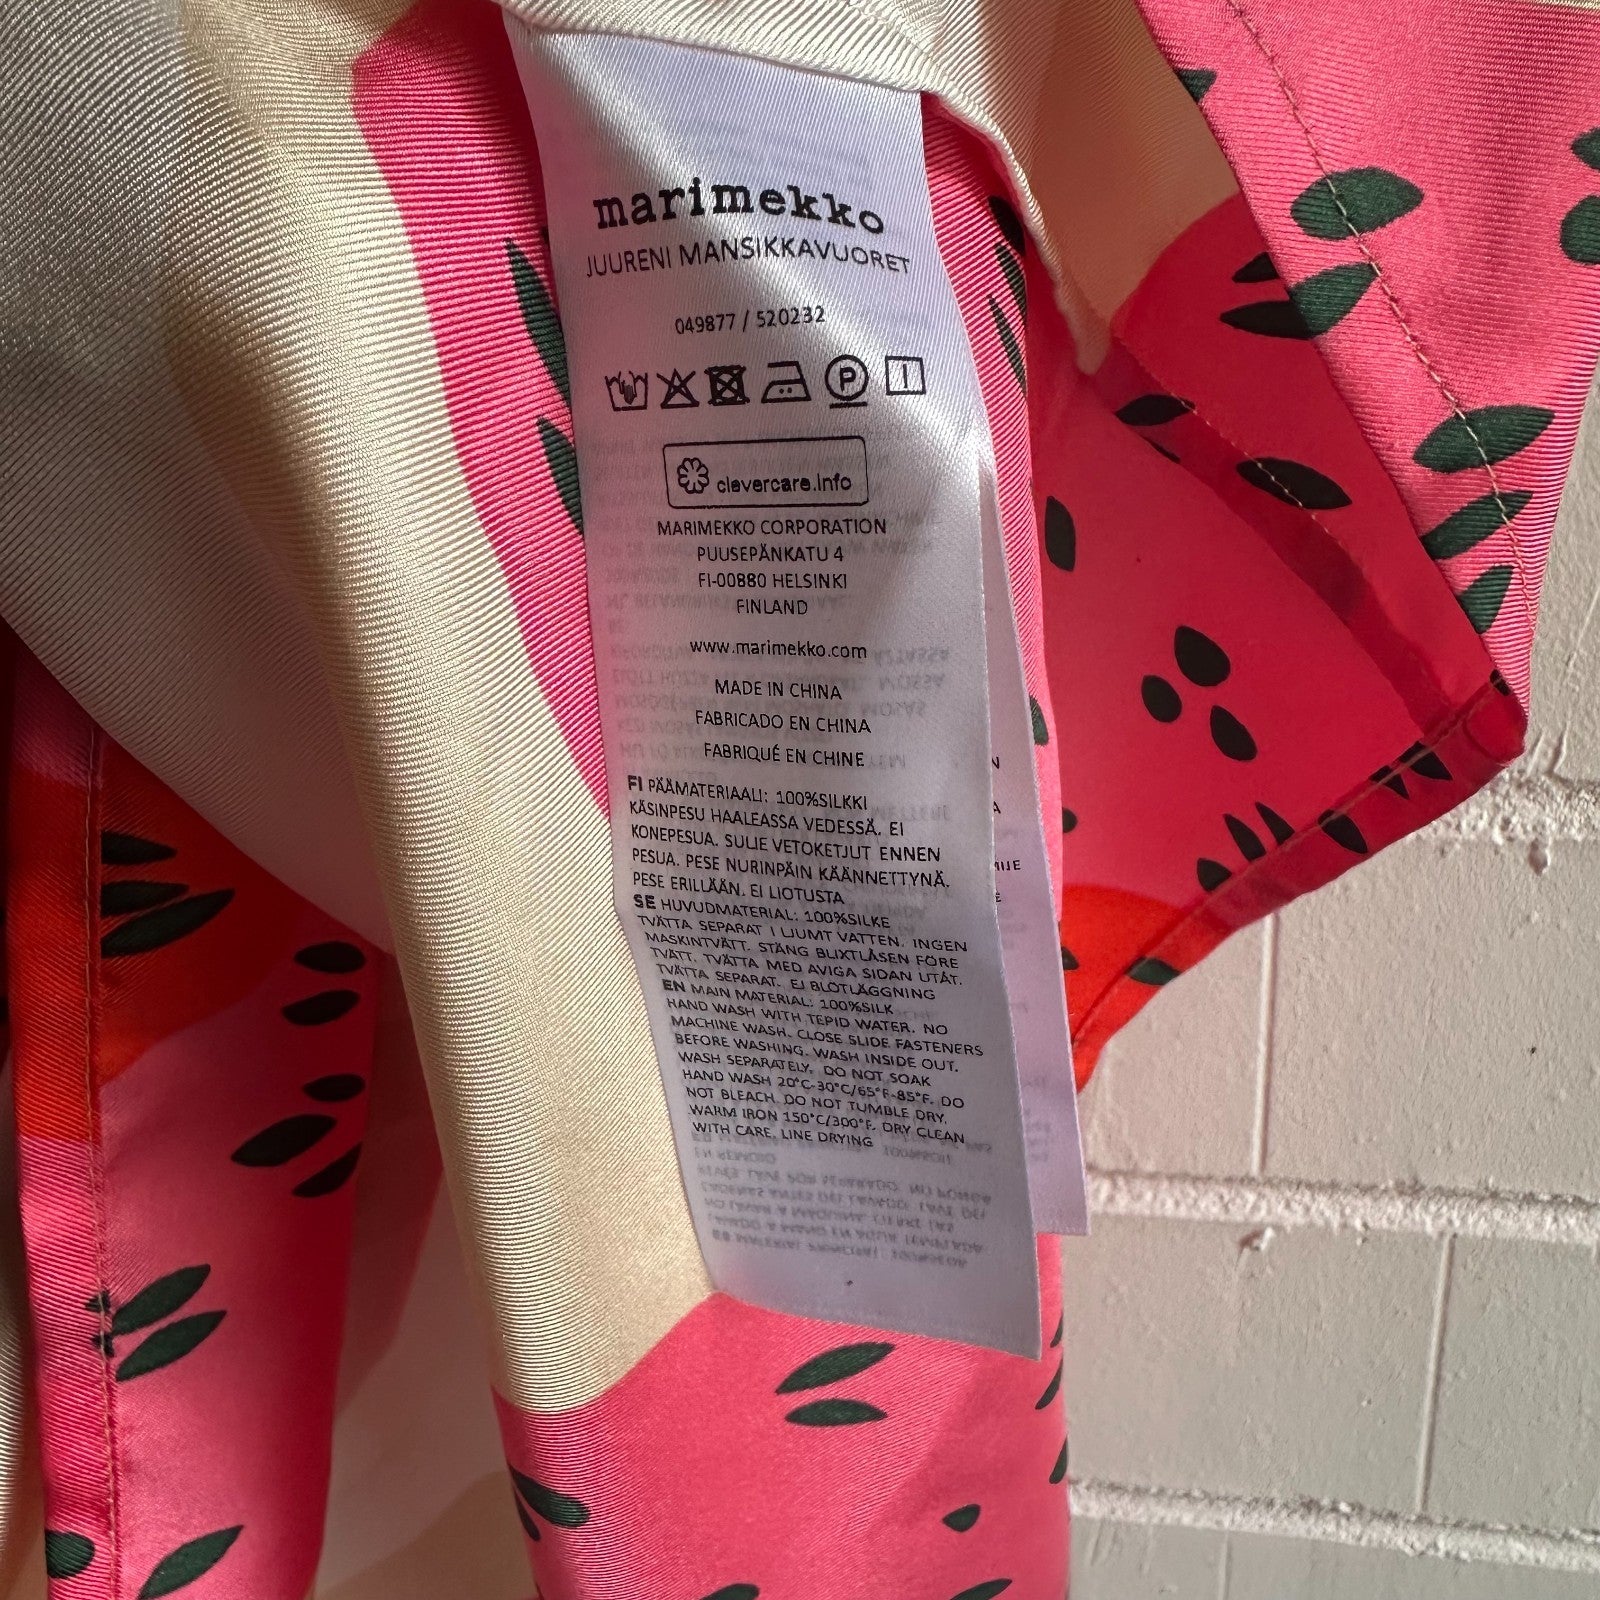 marimekko
JUURENI MANSIKKAVUORET
049877 / 520232
P
clevercare.info
MARIMEKKO CORPORATION
PUUSEPÄNKATU 4
FI-00880 HELSINKI
FINLAND
www.marimekko.com
MADE IN CHINA
FABRICADO EN CHINA
FABRIQUÉ EN CHINE
FI PÄÄMATERIAALI: 100%SILKKI
KÄSINPESU HAALEASSA VEDESSÄ. EI
KONEPESUA. SULJE VETOKETJUT ENNEN
PESUA. PESE NURINPÄIN KÄÄNNETTYNÄ.
PESE ERILLÄÄN. EI LIOTUSTA
SE HUVUDMATERIAL: 100%SILKE
TVÄTTA SEPARAT I LJUMT VATTEN. INGEN
MASKINTVÄTT. STÄNG BLIXTLÅSEN FÖRE
TVÄTT. TVÄTTA MED AVIGA SIDAN UTÅT.
TVÄTTA SEPARAT. EJ BLÖTLÄGGNING
EN MAIN MATERIAL: 100%SILK
HAND WASH WITH TEPID WATER. NO
MACHINE WASH. CLOSE SLIDE FASTENERS
BEFORE WASHING. WASH INSIDE OUT.
WASH SEPARATELY. DO NOT SOAK
HAND WASH 20°C-30°C/65°F-85°F. DO
NOT BLEACH. DO NOT TUMBLE DRY.
WARM IRON 150°C/300°F. DRY CLEAN
WITH CARE. LINE DRYING